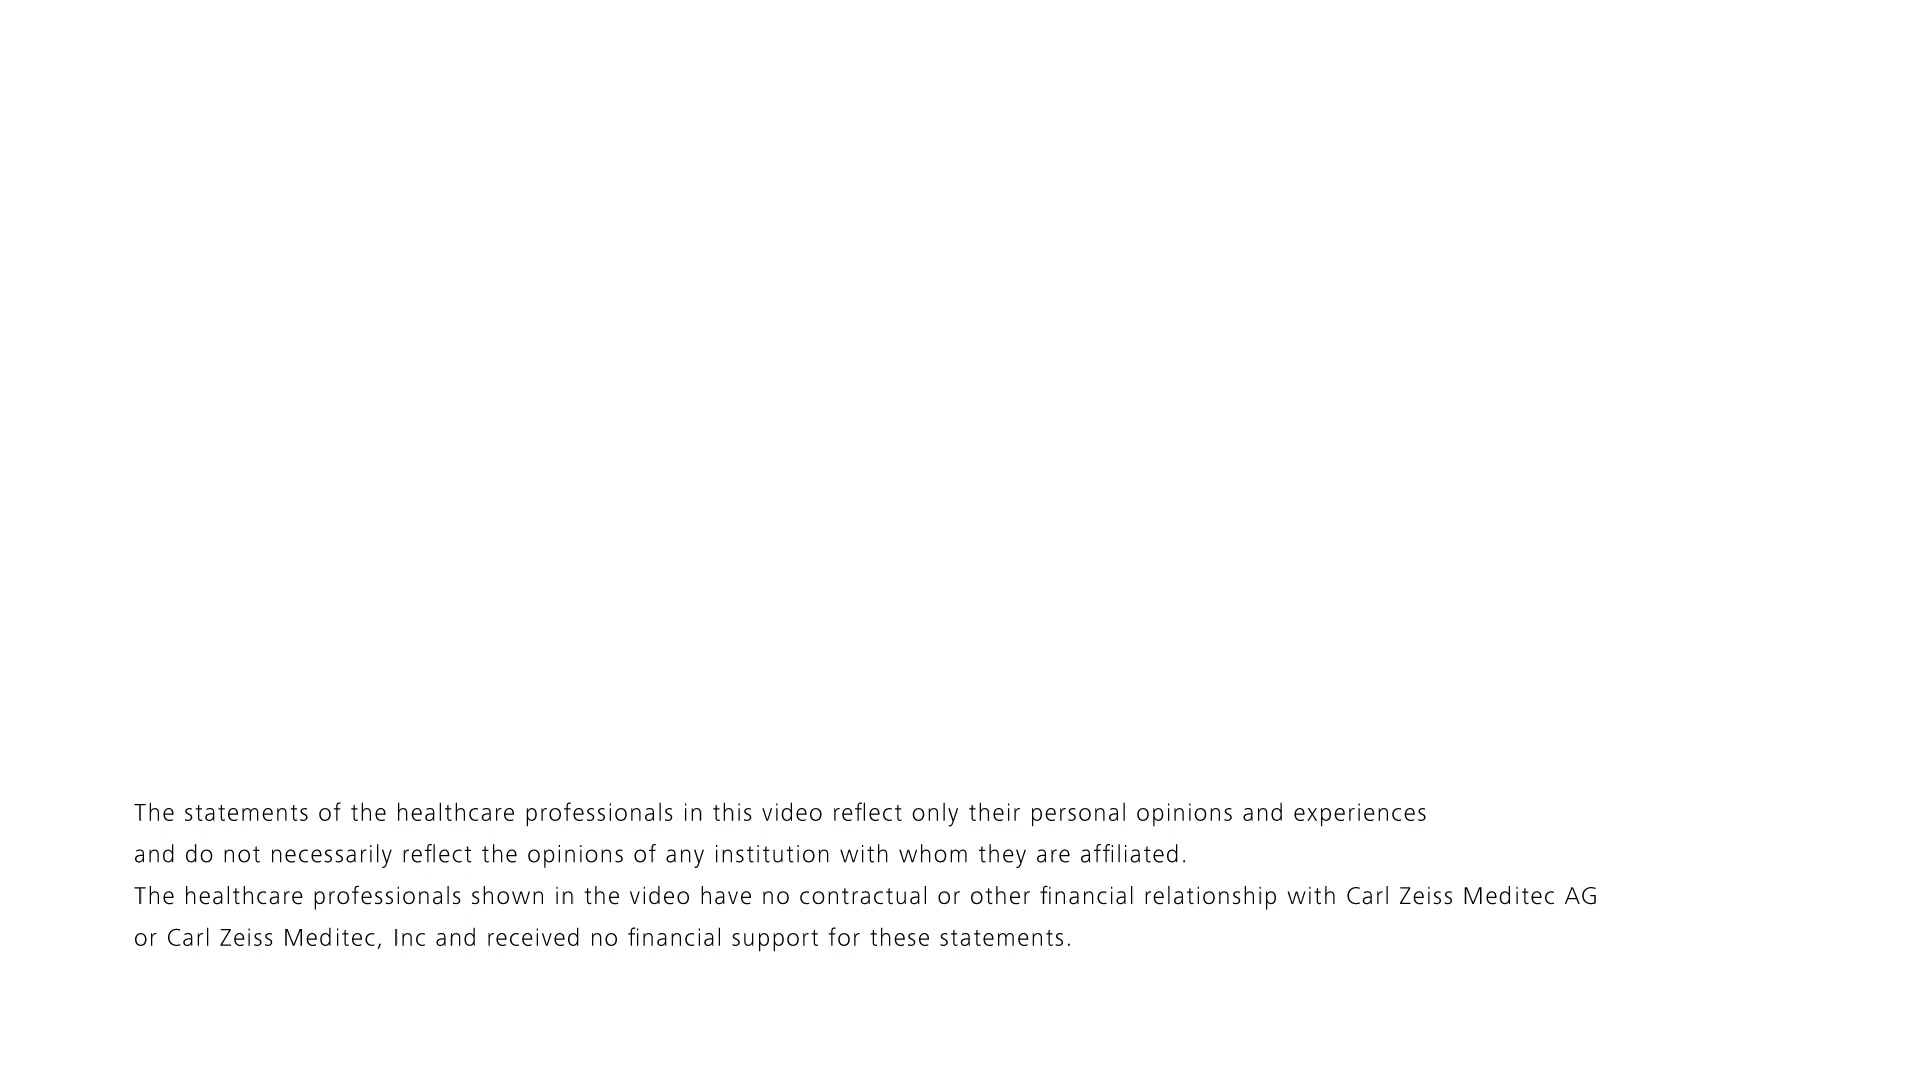 The statements of the healthcare professionals in this video reflect only their personal opinions and experiences
and do not necessarily reflect the opinions of any institution with whom they are affiliated.
The healthcare professionals shown in the video have no contractual or other financial relationship with Carl Zeiss Meditec AG
or Carl Zeiss Meditec, Inc and received no financial support for these statements.